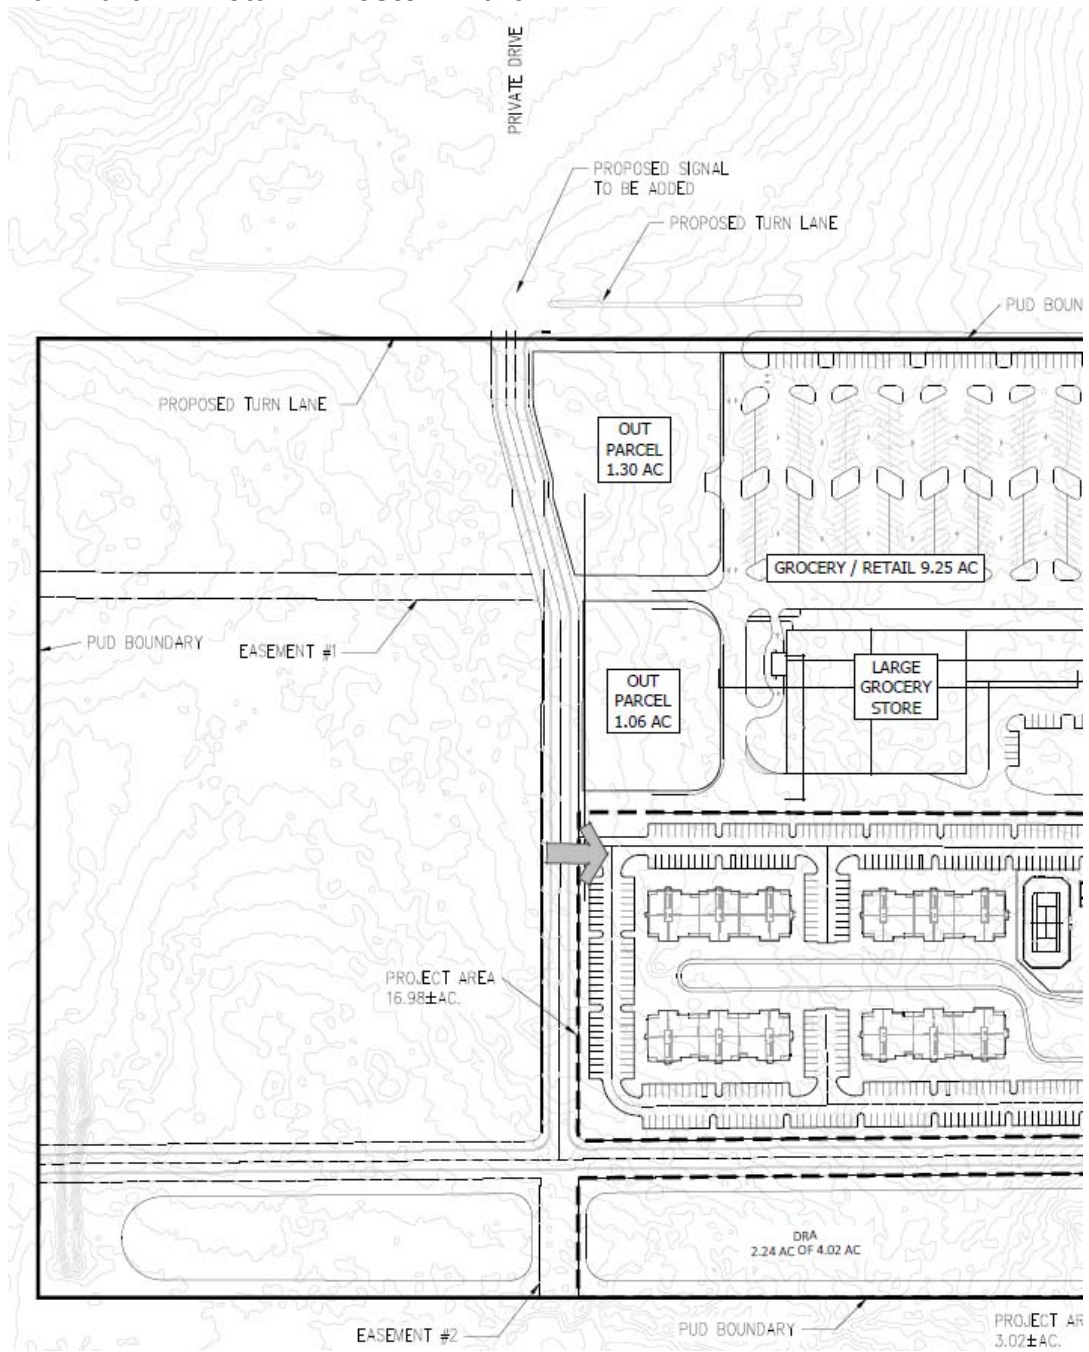 PRIVATE DRIVE
PROPOSED SIGNAL
TO BE ADDED
PROPOSED TURN LANE
PUD BOUN
PROPOSED TURN LANE
OUT
PARCEL
1.30 AC
GROCERY / RETAIL 9.25 AC
PUD BOUNDARY
EASEMENT #1
OUT
PARCEL
1.06 AC
LARGE
GROCERY
STORE
PROJECT AREA
16.98±AC.
DRA
2.24 AC OF 4.02 AC
EASEMENT #2
PUD BOUNDARY
PROJECT AR
3.02±AC.